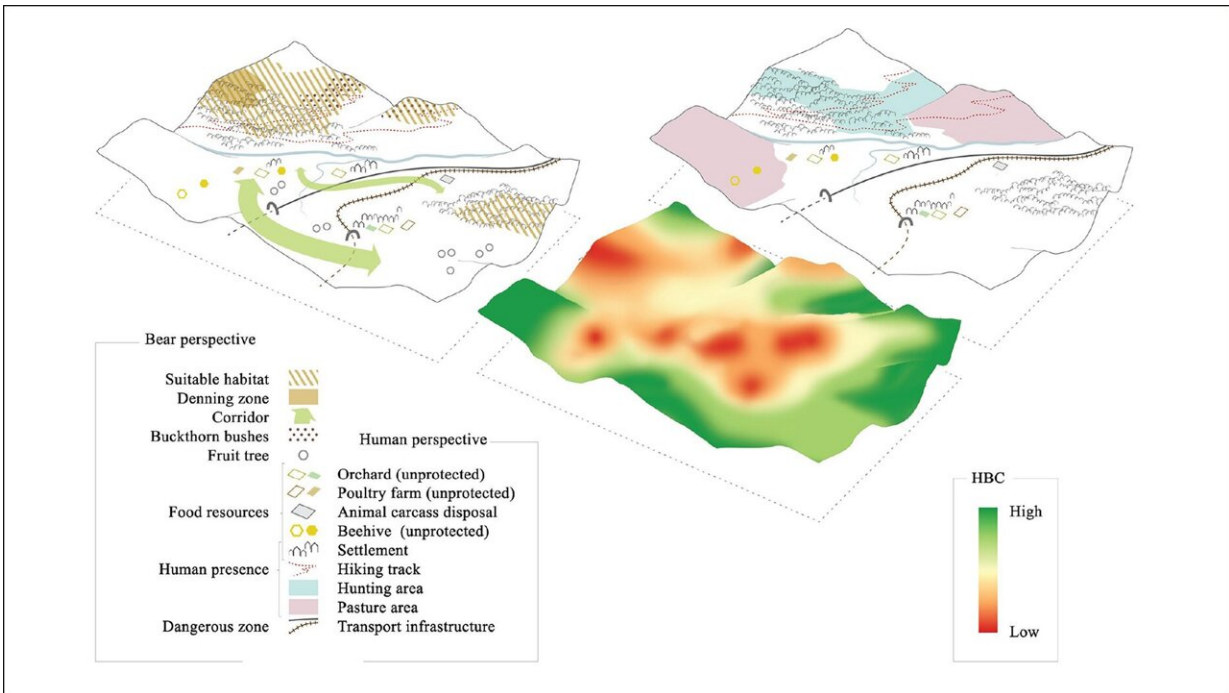 Bear perspective
Suitable habitat
Denning zone
Corridor
Buckthorn bushes
Human perspective
Fruit tree
Orchard (unprotected)
Poultry farm (unprotected)
Food resources
Animal carcass disposal
Beehive (unprotected)
Settlement
Human presence
Hiking track
Hunting area
Pasture area
Dangerous zone
Transport infrastructure
HBC
High
Low